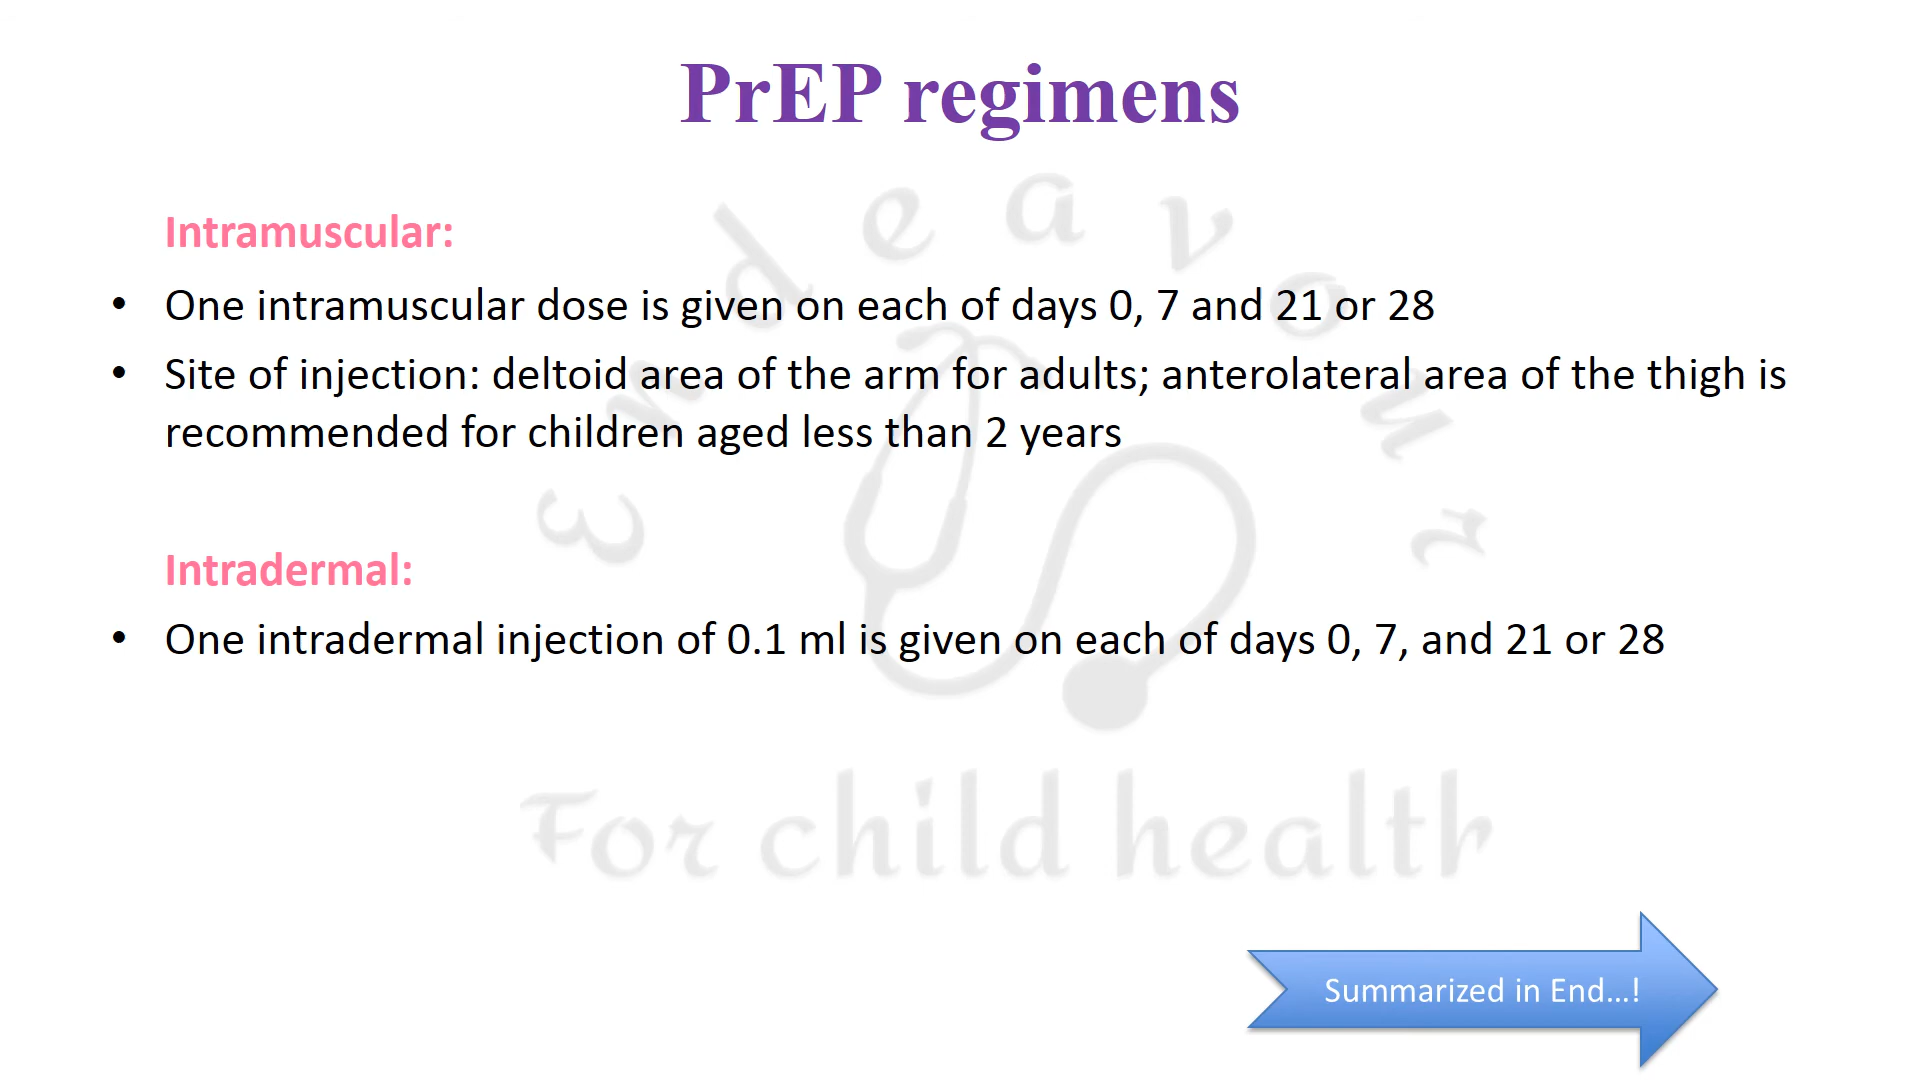 PrEP regimens
Intramuscular:
• One intramuscular dose is given on each of days 0, 7 and 21 or 28
• Site of injection: deltoid area of the arm for adults; anterolateral area of the thigh is
recommended for children aged less than 2 years
Intradermal:
• One intradermal injection of 0.1 ml is given on each of days 0, 7, and 21 or 28
Endeavour
For child health
Summarized in End...!